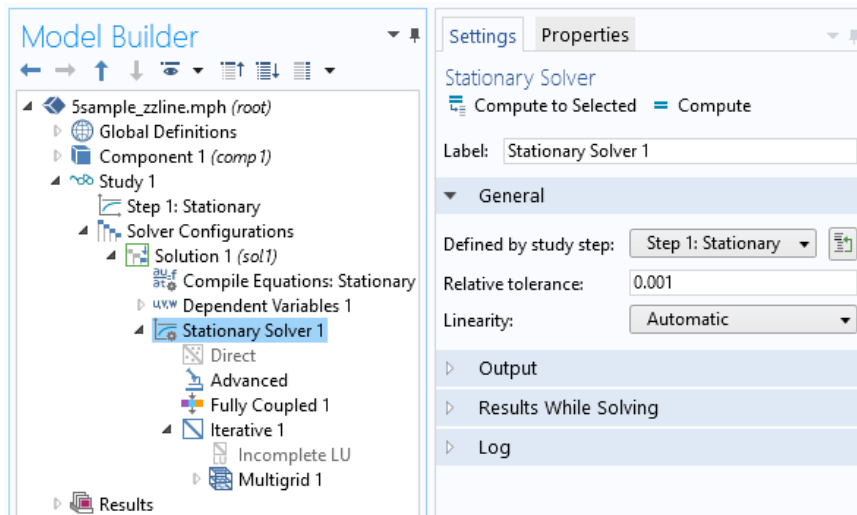 Model Builder
5sample_zzline.mph (root)
Global Definitions
Component 1 (comp1)
Study 1
Step 1: Stationary
Solver Configurations
Solution 1 (sol1)
Compile Equations: Stationary
Dependent Variables 1
Stationary Solver 1
Direct
Advanced
Fully Coupled 1
Iterative 1
Incomplete LU
Multigrid 1
Results
Settings Properties
Stationary Solver
Compute to Selected = Compute
Label: Stationary Solver 1
General
Defined by study step: Step 1: Stationary
Relative tolerance: 0.001
Linearity: Automatic
Output
Results While Solving
Log